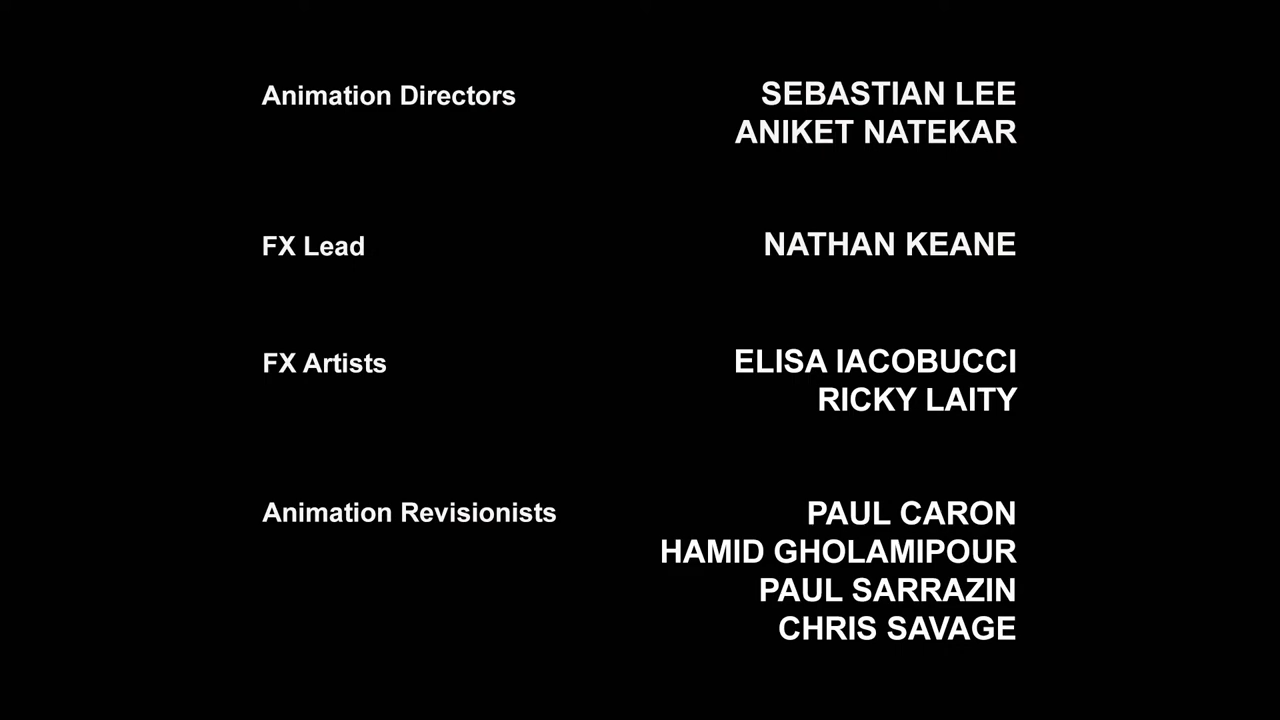 Animation Directors SEBASTIAN LEE
ANIKET NATEKAR
FX Lead NATHAN KEANE
FX Artists ELISA IACOBUCCI
RICKY LAITY
Animation Revisionists PAUL CARON
HAMID GHOLAMIPOUR
PAUL SARRAZIN
CHRIS SAVAGE